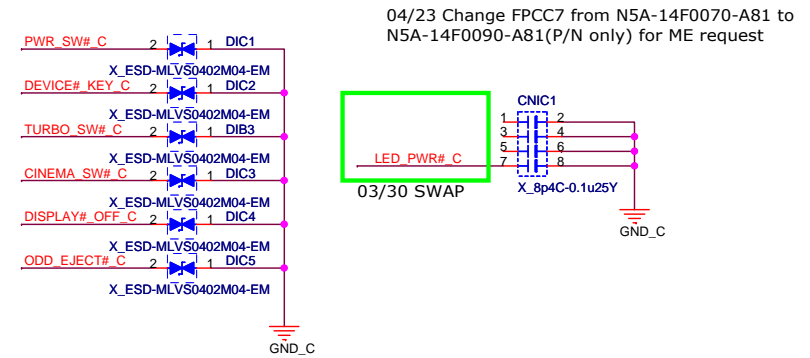 04/23 Change FPCC7 from N5A-14F0070-A81 to
N5A-14F0090-A81(P/N only) for ME request
PWR_SW#_C 2 1 DIC1
X_ESD-MLVS0402M04-EM
DEVICE#_KEY_C 2 1 DIC2
X_ESD-MLVS0402M04-EM
TURBO_SW#_C 2 1 DIB3
X_ESD-MLVS0402M04-EM
CINEMA_SW#_C 2 1 DIC3
X_ESD-MLVS0402M04-EM
DISPLAY#_OFF_C 2 1 DIC4
X_ESD-MLVS0402M04-EM
ODD_EJECT#_C 2 1 DIC5
X_ESD-MLVS0402M04-EM
GND_C
CNIC1
1 2
3 4
5 6
LED_PWR#_C 7 8
X_8p4C-0.1u25Y
03/30 SWAP
GND_C